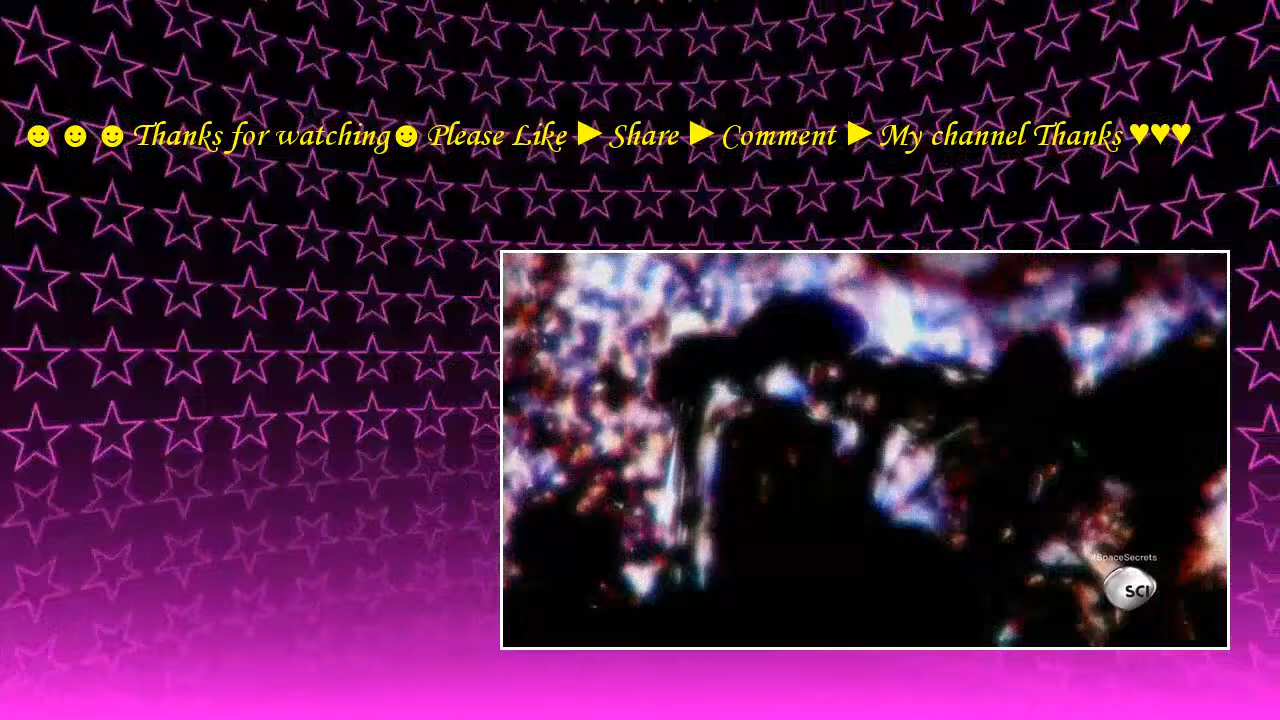 ☻ ☻ ☻ Thanks for watching☻ Please Like ► Share ► Comment ► My channel Thanks ♥♥♥
#SpaceSecrets
SCI